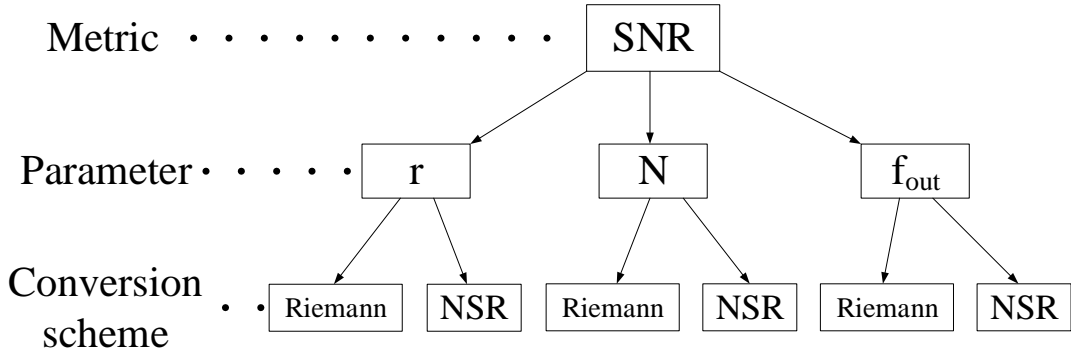 Metric
SNR
Parameter
r
N
f_out
Conversion
scheme
Riemann
NSR
Riemann
NSR
Riemann
NSR